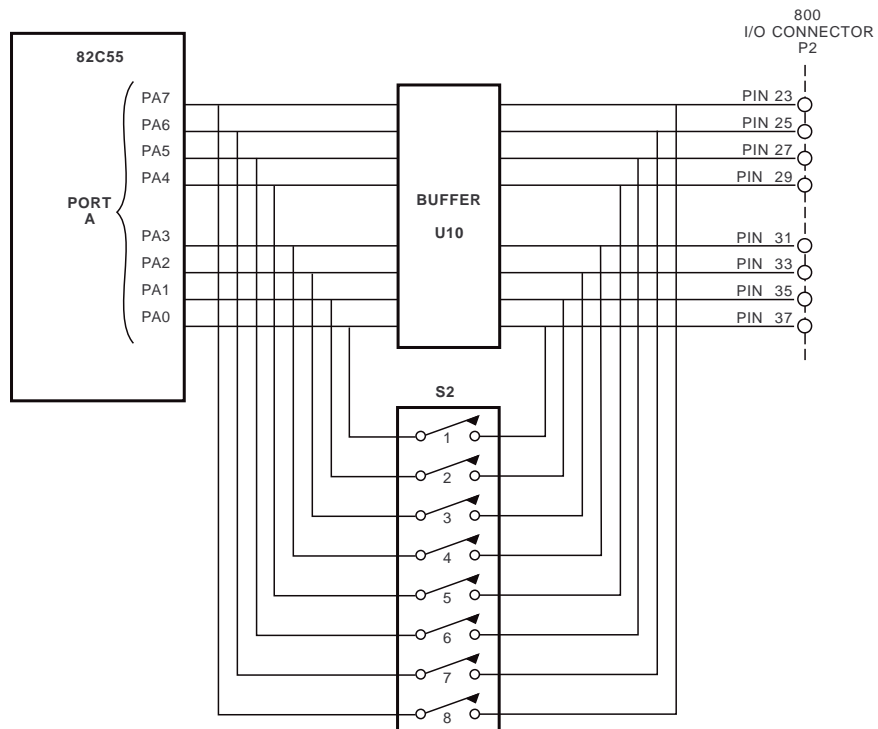 800
I/O CONNECTOR
P2
82C55
PA7
PA6
PA5
PA4
PORT
A
PA3
PA2
PA1
PA0
BUFFER
U10
PIN 23
PIN 25
PIN 27
PIN 29
PIN 31
PIN 33
PIN 35
PIN 37
S2
1
2
3
4
5
6
7
8